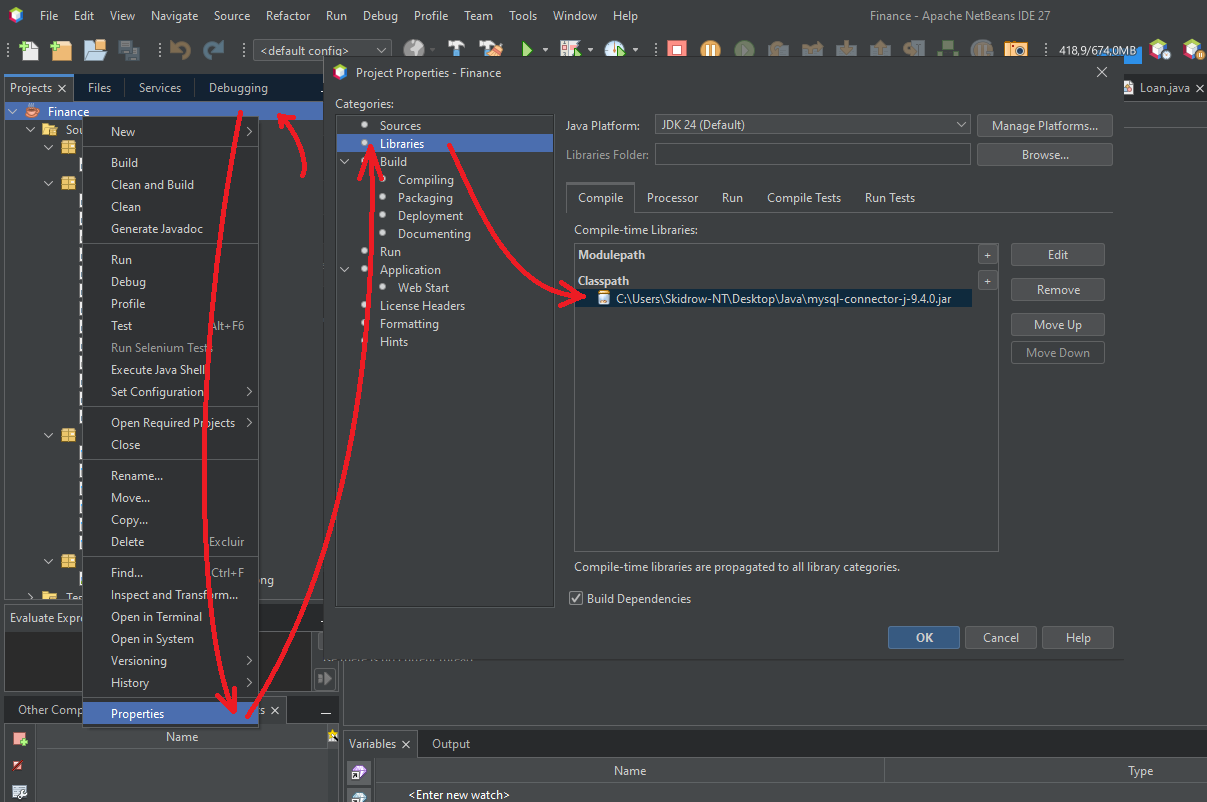 File Edit View Navigate Source Refactor Run Debug Profile Team Tools Window Help
Finance - Apache NetBeans IDE 27
<default config>
418,9/674,0MB
Projects
Files
Services
Debugging
Project Properties - Finance
Loan.java
Finance
New
Build
Clean and Build
Clean
Generate Javadoc
Run
Debug
Profile
Test Alt+F6
Run Selenium Tests
Execute Java Shell
Set Configuration
Open Required Projects
Close
Rename...
Move...
Copy...
Delete Excluir
Find... Ctrl+F
Inspect and Transform...
Open in Terminal
Open in System
Versioning
History
Properties
Evaluate Expre
Other Comp
Name
Categories:
Sources
Libraries
Build
Compiling
Packaging
Deployment
Documenting
Run
Application
Web Start
License Headers
Formatting
Hints
Java Platform: JDK 24 (Default) Manage Platforms...
Libraries Folder: Browse...
Compile Processor Run Compile Tests Run Tests
Compile-time Libraries:
Modulepath +
Classpath +
C:\Users\Skidrow-NT\Desktop\Java\mysql-connector-j-9.4.0.jar
Edit
Remove
Move Up
Move Down
Compile-time libraries are propagated to all library categories.
Build Dependencies
OK Cancel Help
Variables Output
Name Type
<Enter new watch>